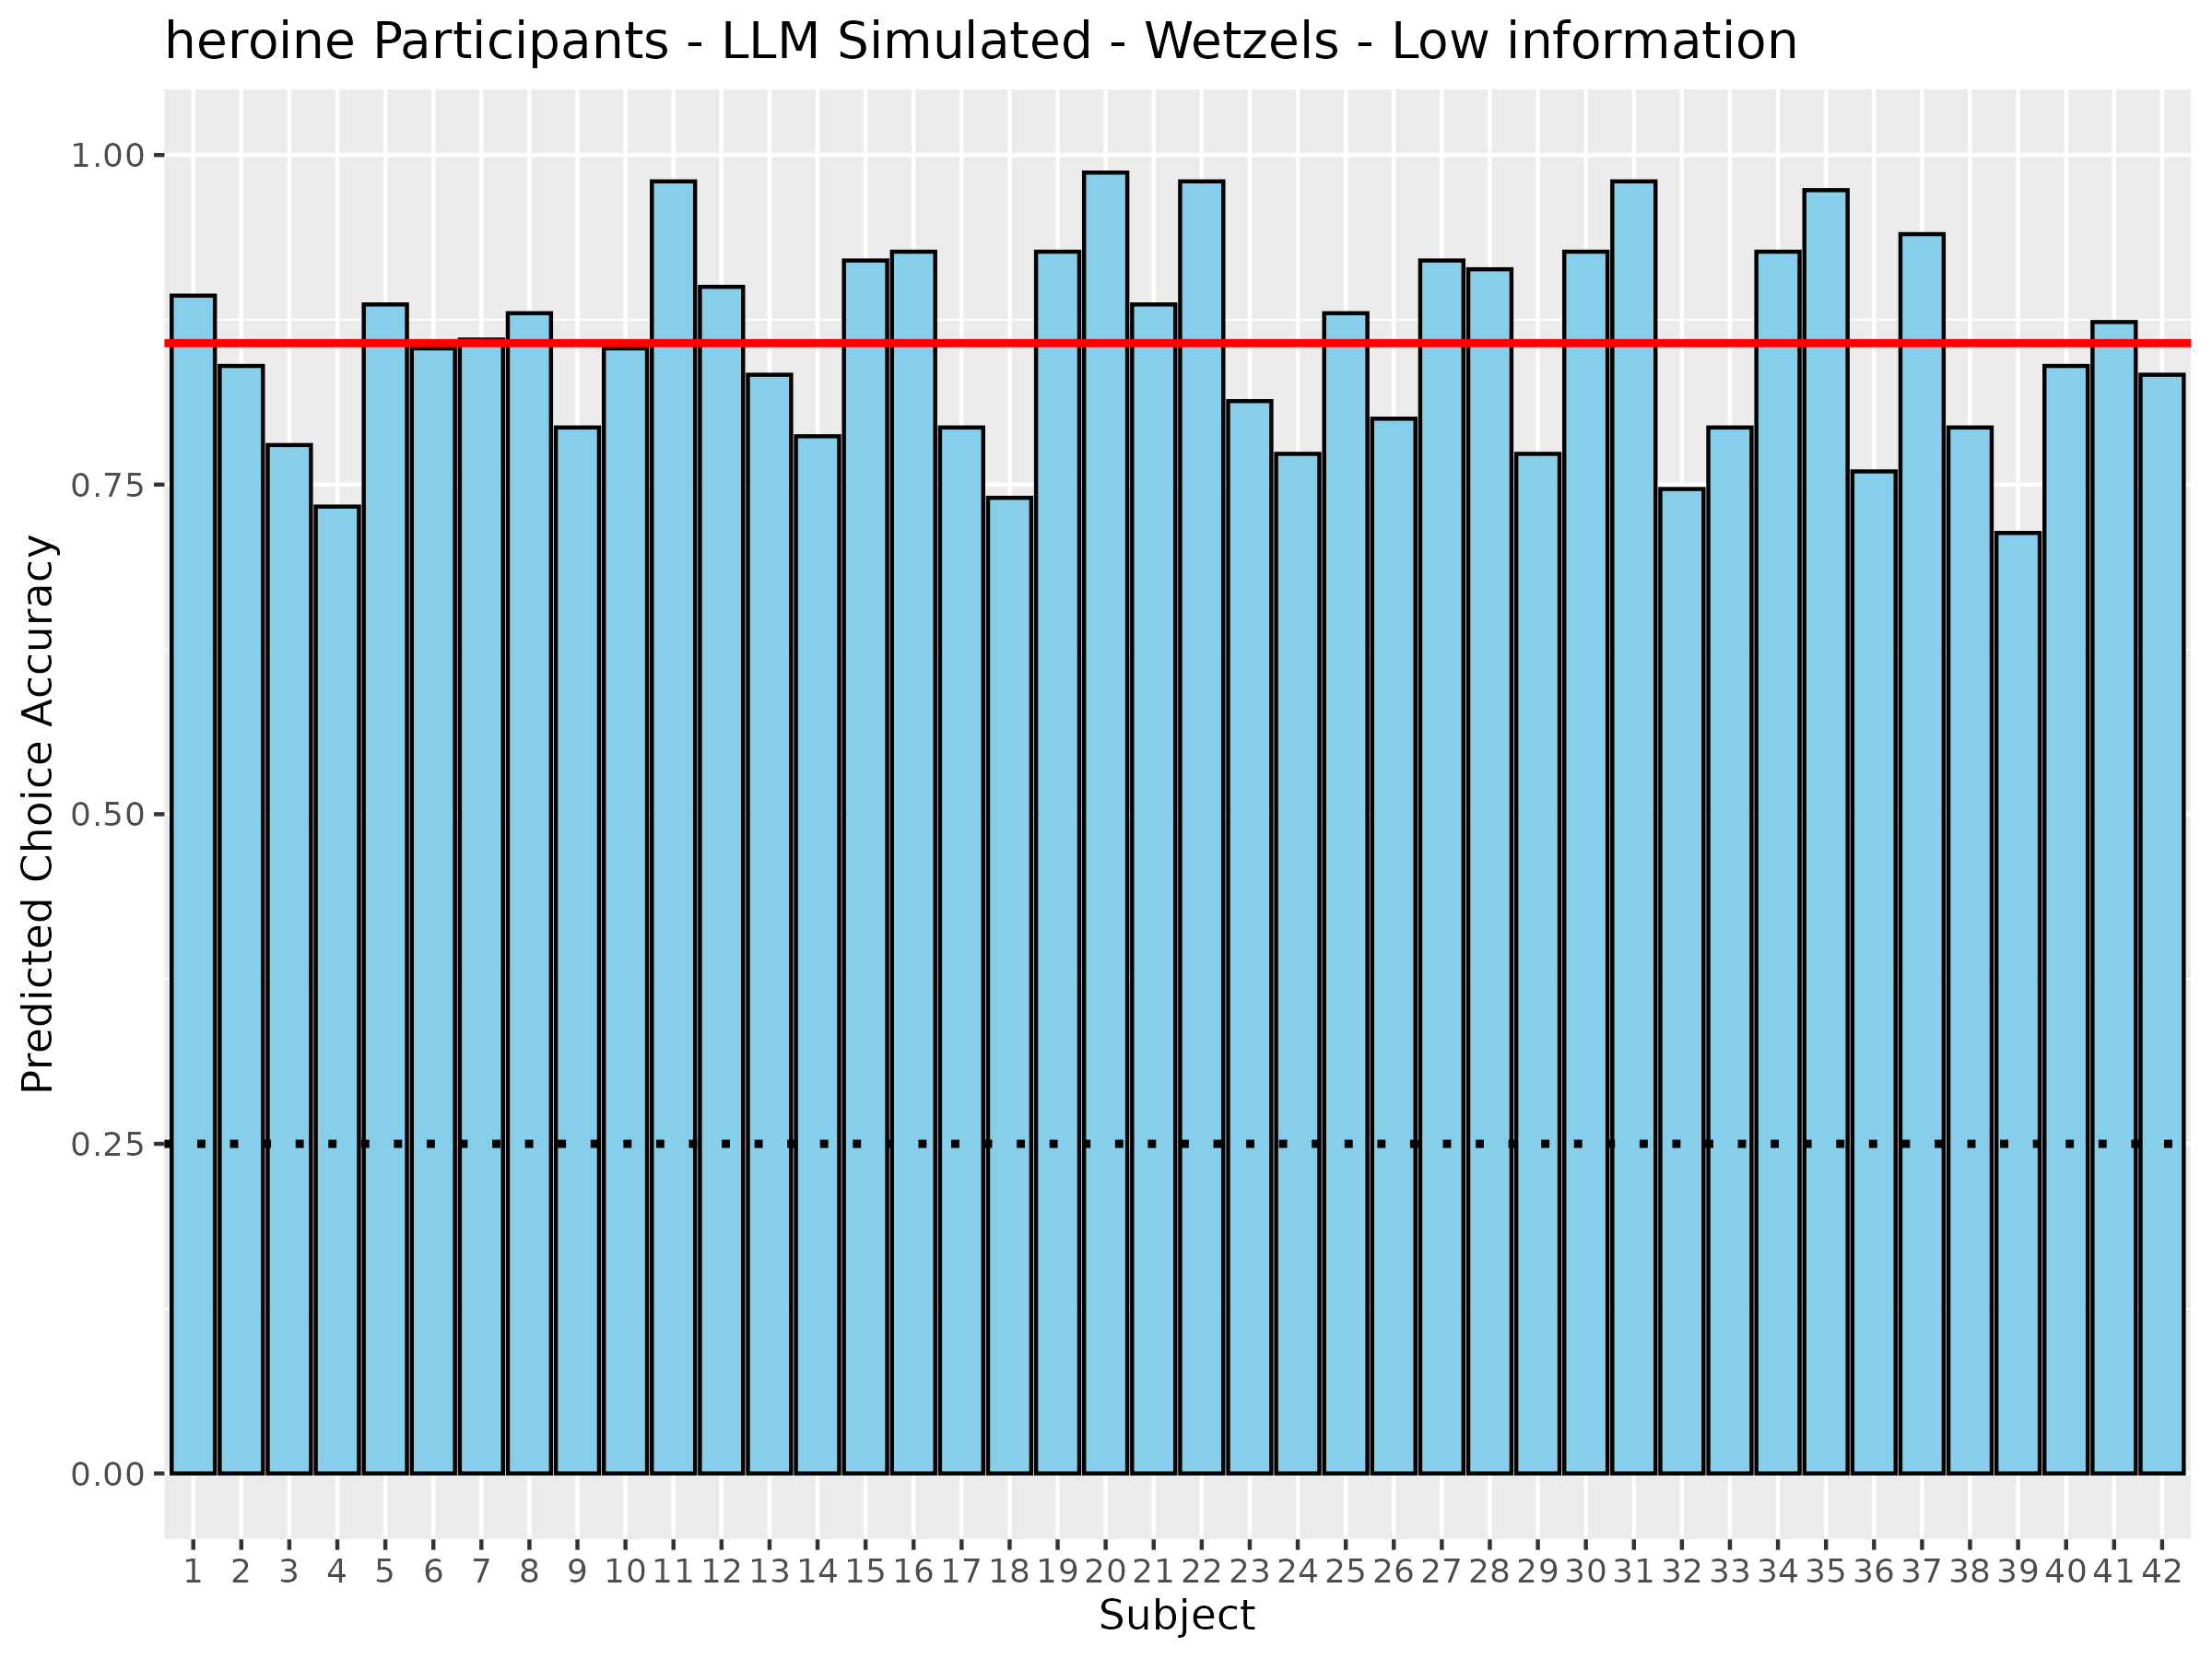 heroine Participants - LLM Simulated - Wetzels - Low information
Predicted Choice Accuracy
1.00
0.75
0.50
0.25
0.00
1 2 3 4 5 6 7 8 9 10 11 12 13 14 15 16 17 18 19 20 21 22 23 24 25 26 27 28 29 30 31 32 33 34 35 36 37 38 39 40 41 42
Subject